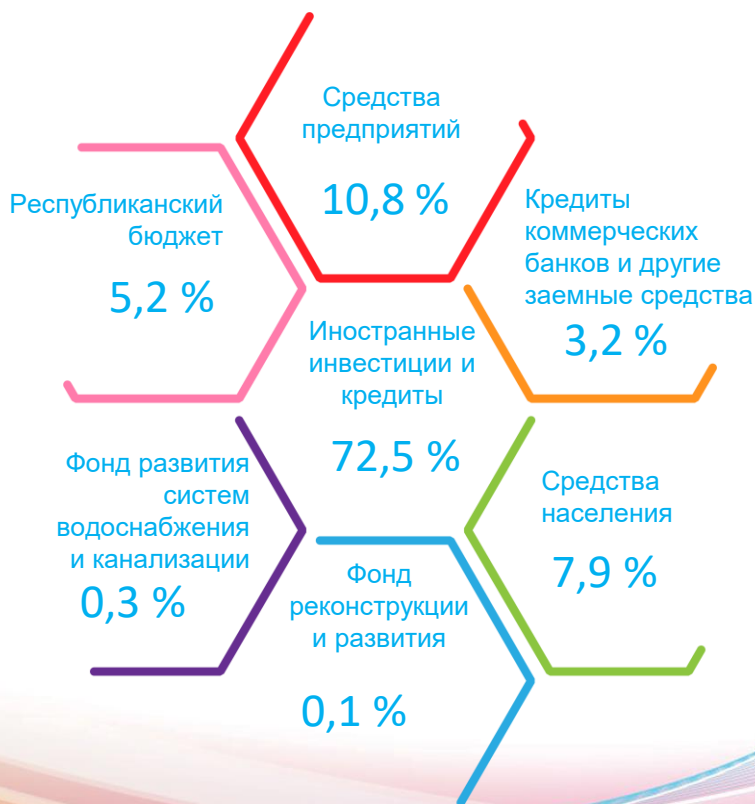 Средства
предприятий
10,8 %
Республиканский
бюджет
5,2 %
Кредиты
коммерческих
банков и другие
заемные средства
3,2 %
Иностранные
инвестиции и
кредиты
72,5 %
Фонд развития
систем
водоснабжения
и канализации
0,3 %
Средства
населения
7,9 %
Фонд
реконструкции
и развития
0,1 %